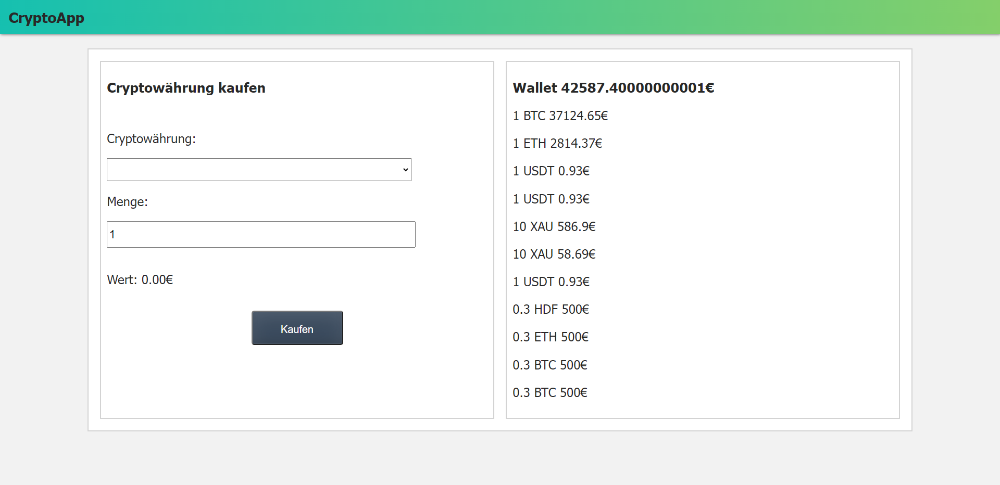 CryptoApp
Cryptowährung kaufen
Cryptowährung:
Menge:
1
Wert: 0.00€
Kaufen
Wallet 42587.40000000001€
1 BTC 37124.65€
1 ETH 2814.37€
1 USDT 0.93€
1 USDT 0.93€
10 XAU 586.9€
10 XAU 58.69€
1 USDT 0.93€
0.3 HDF 500€
0.3 ETH 500€
0.3 BTC 500€
0.3 BTC 500€